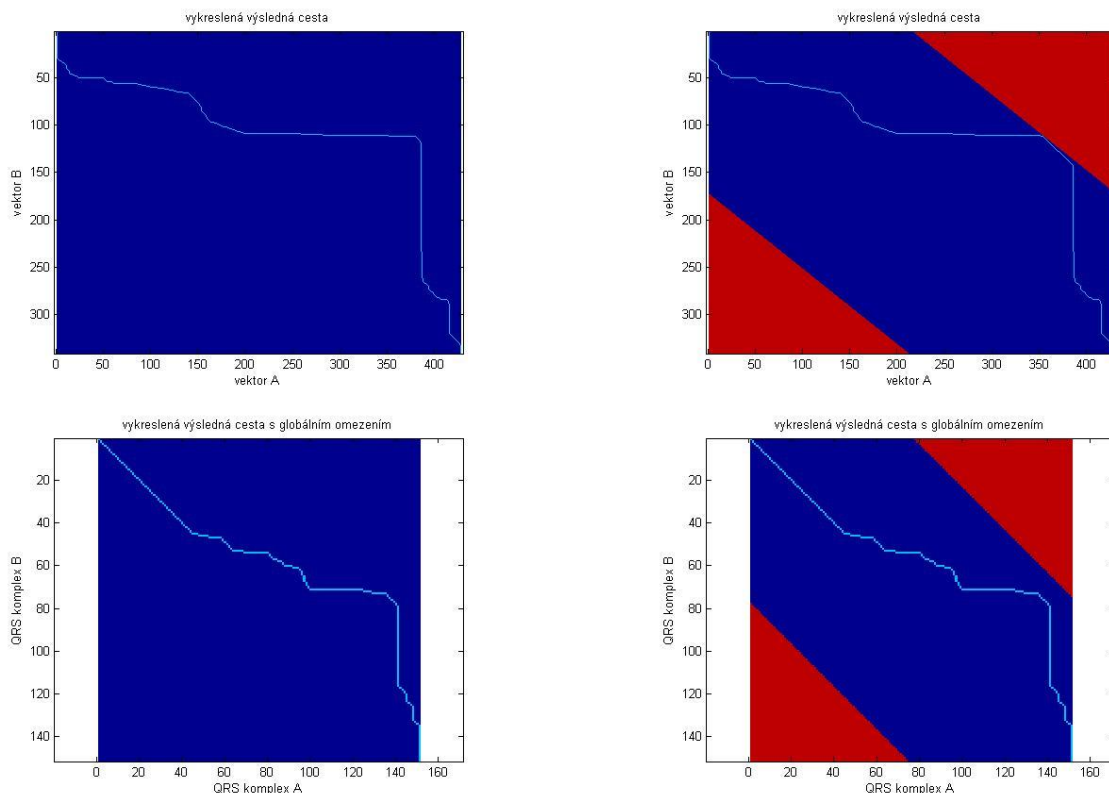 vykreslená výsledná cesta
50
100
150
200
250
300
vektor B
0 50 100 150 200 250 300 350 400
vektor A
vykreslená výsledná cesta
50
100
150
200
250
300
vektor B
0 50 100 150 200 250 300 350 400
vektor A
vykreslená výsledná cesta s globálním omezením
20
40
60
80
100
120
140
QRS komplex B
0 20 40 60 80 100 120 140 160
QRS komplex A
vykreslená výsledná cesta s globálním omezením
20
40
60
80
100
120
140
QRS komplex B
0 20 40 60 80 100 120 140 160
QRS komplex A